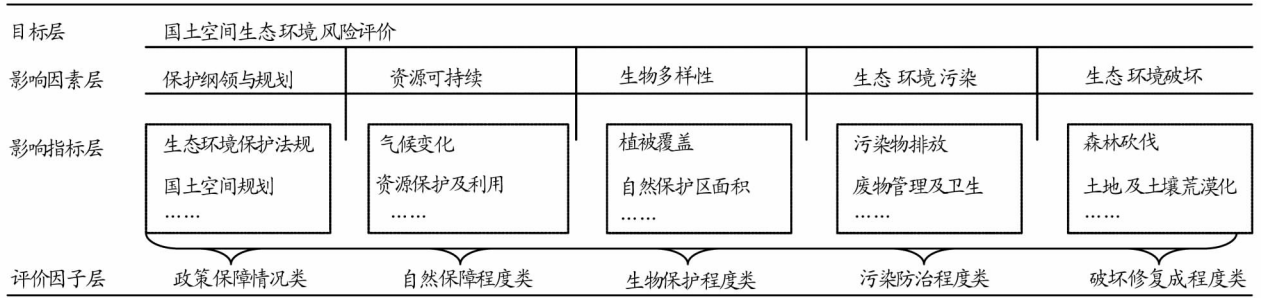 目标层 国土空间生态环境风险评价
影响因素层 保护纲领与规划 资源可持续 生物多样性 生态环境污染 生态环境破坏
影响指标层 生态环境保护法规 气候变化 植被覆盖 污染物排放 森林砍伐
国土空间规划 资源保护及利用 自然保护区面积 废物管理及卫生 土地及土壤荒漠化
…… …… …… …… ……
评价因子层 政策保障情况类 自然保障程度类 生物保护程度类 污染防治程度类 破坏修复成程度类